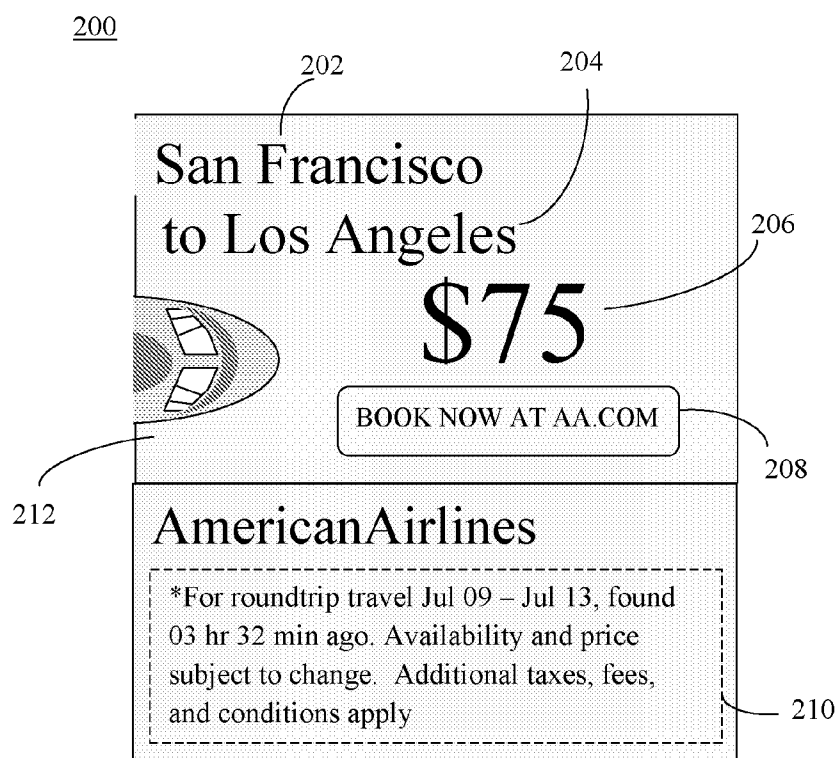 200
202
204
San Francisco
to Los Angeles
206
$75
BOOK NOW AT AA.COM
208
212
AmericanAirlines
*For roundtrip travel Jul 09 – Jul 13, found
03 hr 32 min ago. Availability and price
subject to change. Additional taxes, fees,
and conditions apply
210